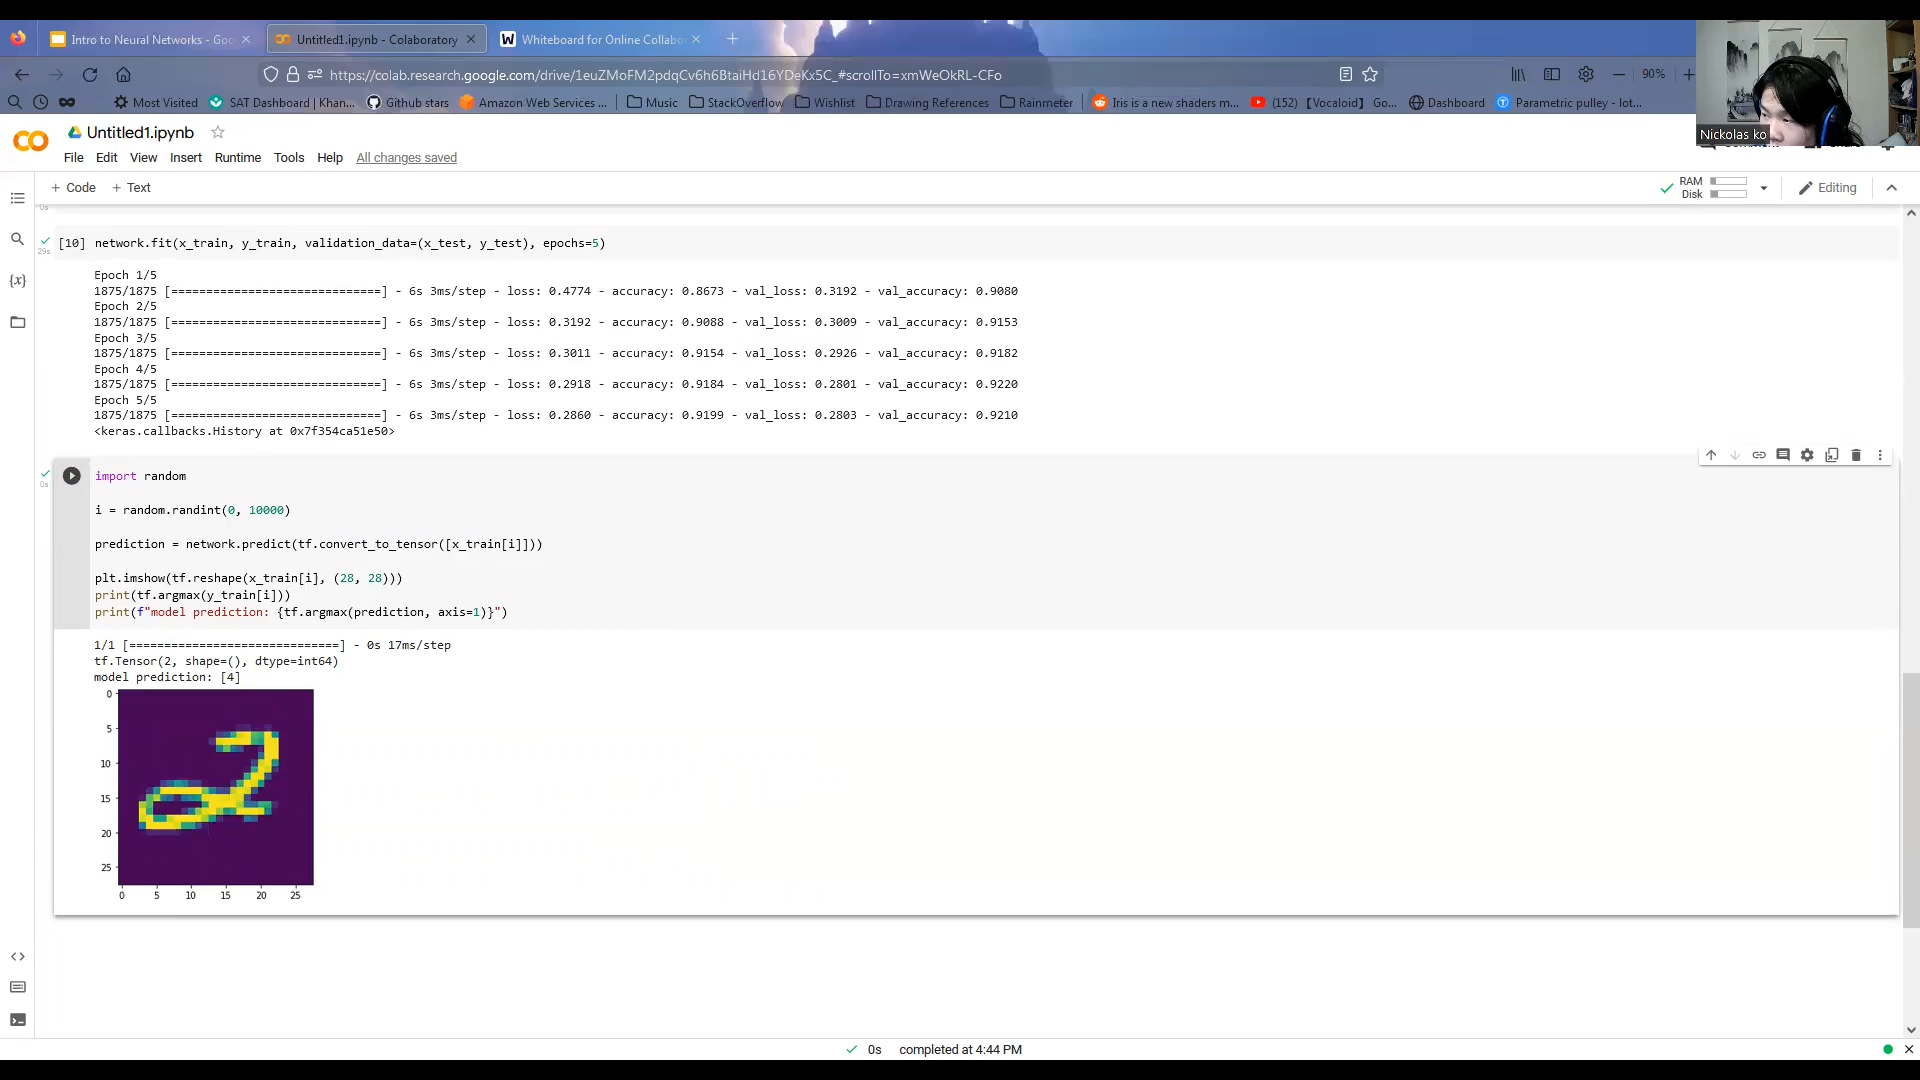 Intro to Neural Networks - Goo
Untitled1.ipynb - Colaboratory
Whiteboard for Online Collabo
https://colab.research.google.com/drive/1euZMoFM2pdqCv6h6BtaiHd16YDeKx5C_#scrollTo=xmWeOkRL-CFo
90%
Most Visited
SAT Dashboard | Khan...
Github stars
Amazon Web Services ...
Music
StackOverflow
Wishlist
Drawing References
Rainmeter
Iris is a new shaders m...
(152) 【Vocaloid】 Go...
Dashboard
Parametric pulley - lot...
Nickolas ko
Untitled1.ipynb
File Edit View Insert Runtime Tools Help All changes saved
+ Code + Text
RAM
Disk
Editing
0s
[10] network.fit(x_train, y_train, validation_data=(x_test, y_test), epochs=5)
29s
Epoch 1/5
1875/1875 [==============================] - 6s 3ms/step - loss: 0.4774 - accuracy: 0.8673 - val_loss: 0.3192 - val_accuracy: 0.9080
Epoch 2/5
1875/1875 [==============================] - 6s 3ms/step - loss: 0.3192 - accuracy: 0.9088 - val_loss: 0.3009 - val_accuracy: 0.9153
Epoch 3/5
1875/1875 [==============================] - 6s 3ms/step - loss: 0.3011 - accuracy: 0.9154 - val_loss: 0.2926 - val_accuracy: 0.9182
Epoch 4/5
1875/1875 [==============================] - 6s 3ms/step - loss: 0.2918 - accuracy: 0.9184 - val_loss: 0.2801 - val_accuracy: 0.9220
Epoch 5/5
1875/1875 [==============================] - 6s 3ms/step - loss: 0.2860 - accuracy: 0.9199 - val_loss: 0.2803 - val_accuracy: 0.9210
<keras.callbacks.History at 0x7f354ca51e50>
import random
0s
i = random.randint(0, 10000)
prediction = network.predict(tf.convert_to_tensor([x_train[i]]))
plt.imshow(tf.reshape(x_train[i], (28, 28)))
print(tf.argmax(y_train[i]))
print(f"model prediction: {tf.argmax(prediction, axis=1)}")
1/1 [==============================] - 0s 17ms/step
tf.Tensor(2, shape=(), dtype=int64)
model prediction: [4]
0
5
10
15
20
25
0 5 10 15 20 25
0s completed at 4:44 PM